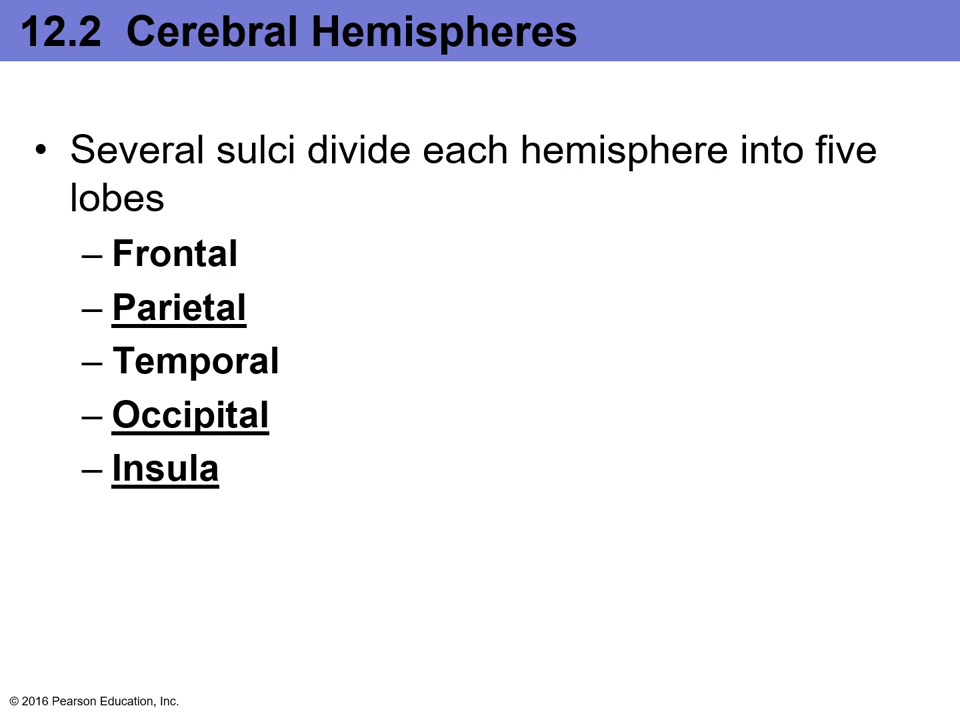 12.2 Cerebral Hemispheres
• Several sulci divide each hemisphere into five
lobes
– Frontal
– Parietal
– Temporal
– Occipital
– Insula
© 2016 Pearson Education, Inc.